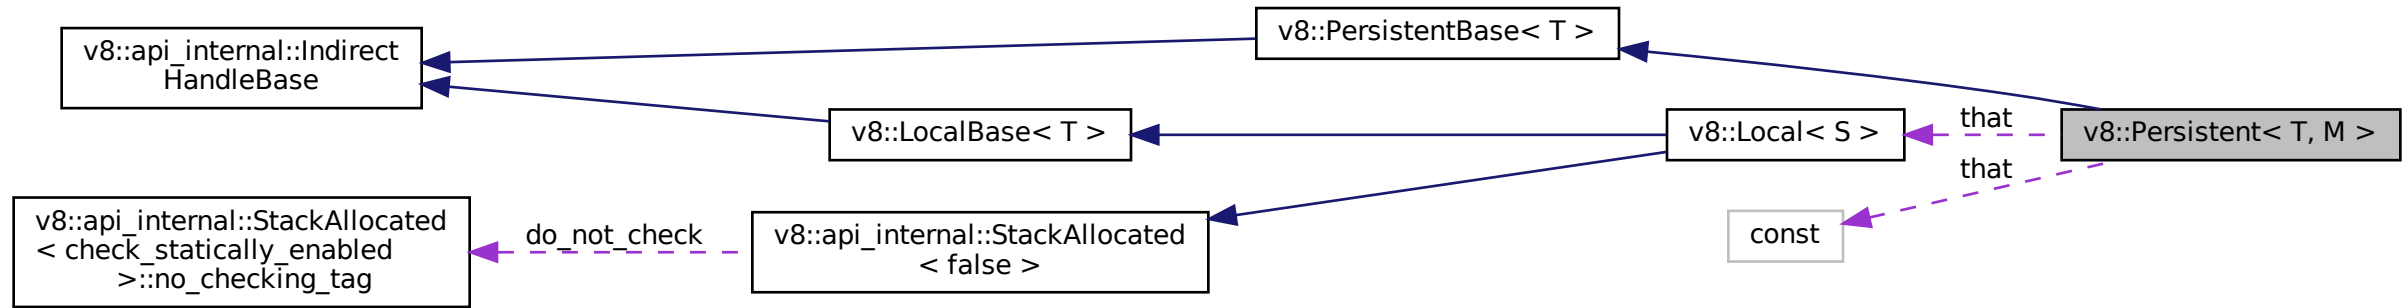 v8::api_internal::Indirect
HandleBase
v8::PersistentBase< T >
v8::LocalBase< T >
v8::Local< S >
that
v8::Persistent< T, M >
that
const
v8::api_internal::StackAllocated
< check_statically_enabled
>::no_checking_tag
do_not_check
v8::api_internal::StackAllocated
< false >